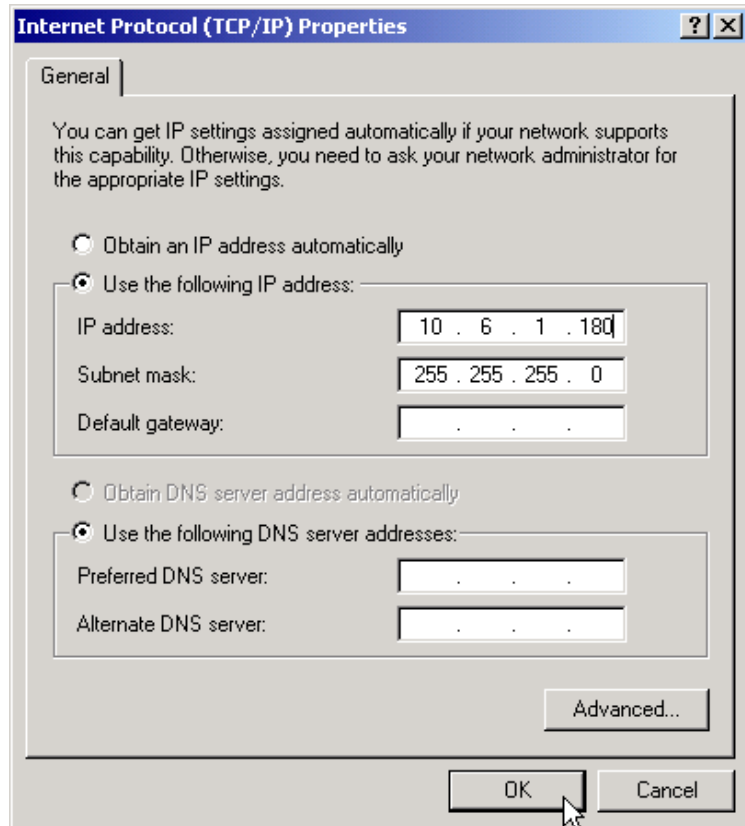 Internet Protocol (TCP/IP) Properties
General
You can get IP settings assigned automatically if your network supports
this capability. Otherwise, you need to ask your network administrator for
the appropriate IP settings.
Obtain an IP address automatically
Use the following IP address:
IP address: 10 . 6 . 1 . 180
Subnet mask: 255 . 255 . 255 . 0
Default gateway: . . .
Obtain DNS server address automatically
Use the following DNS server addresses:
Preferred DNS server: . . .
Alternate DNS server: . . .
Advanced...
OK Cancel